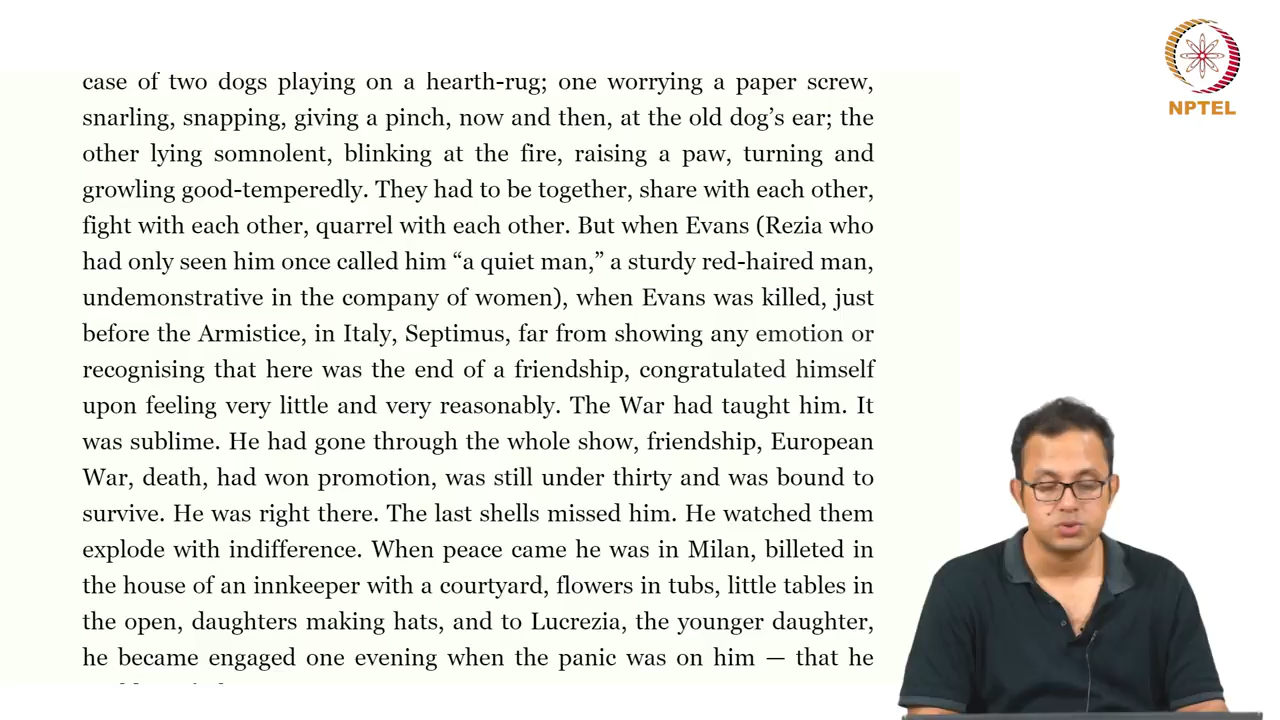 case of two dogs playing on a hearth-rug; one worrying a paper screw,
snarling, snapping, giving a pinch, now and then, at the old dog’s ear; the
other lying somnolent, blinking at the fire, raising a paw, turning and
growling good-temperedly. They had to be together, share with each other,
fight with each other, quarrel with each other. But when Evans (Rezia who
had only seen him once called him “a quiet man,” a sturdy red-haired man,
undemonstrative in the company of women), when Evans was killed, just
before the Armistice, in Italy, Septimus, far from showing any emotion or
recognising that here was the end of a friendship, congratulated himself
upon feeling very little and very reasonably. The War had taught him. It
was sublime. He had gone through the whole show, friendship, European
War, death, had won promotion, was still under thirty and was bound to
survive. He was right there. The last shells missed him. He watched them
explode with indifference. When peace came he was in Milan, billeted in
the house of an innkeeper with a courtyard, flowers in tubs, little tables in
the open, daughters making hats, and to Lucrezia, the younger daughter,
he became engaged one evening when the panic was on him — that he
NPTEL